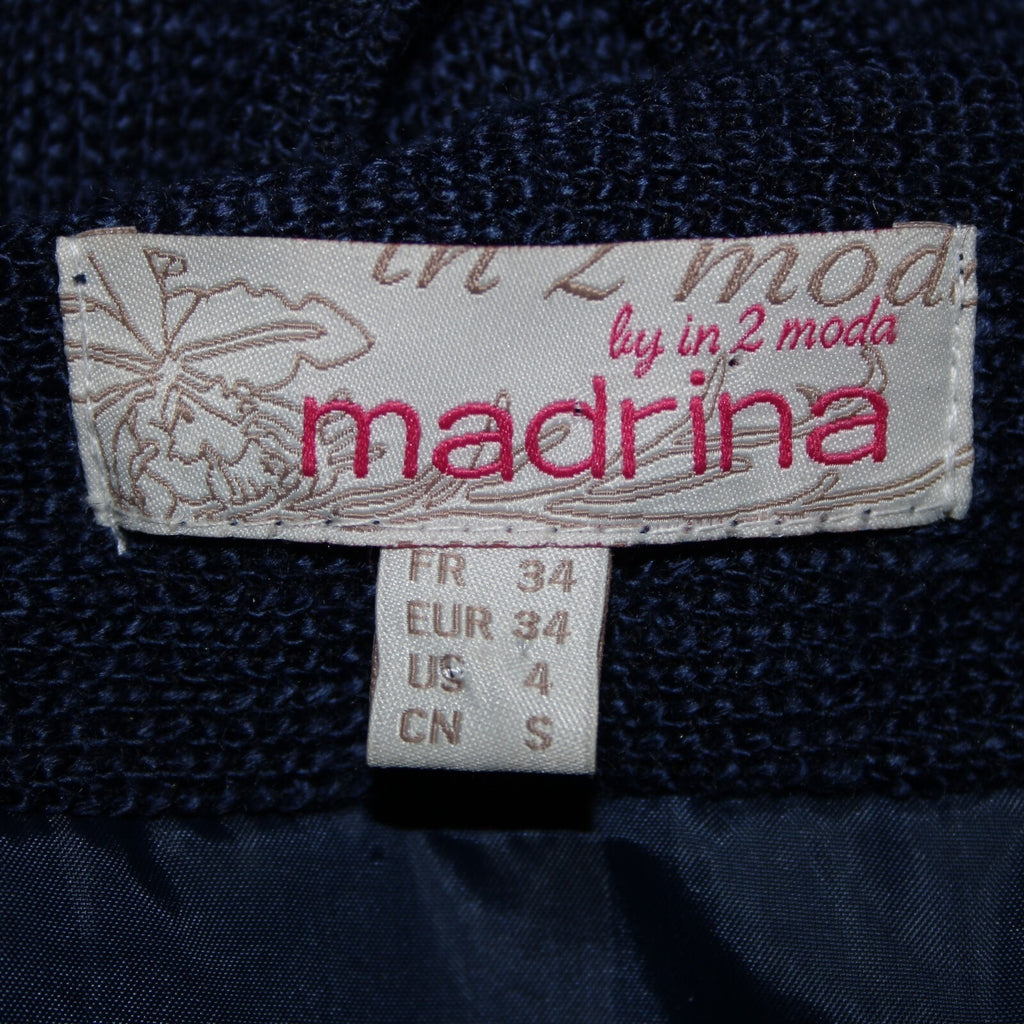 in 2 moda
by in 2 moda
madrina
FR 34
EUR 34
US 4
CN S